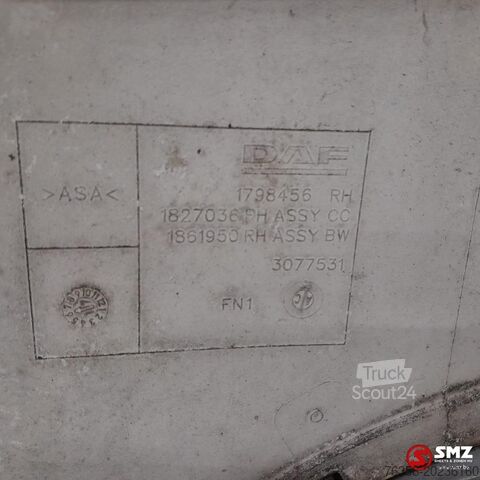 DAF
>ASA<
1798456 RH
1827036 RH ASSY CC
1861950 RH ASSY BW
3077531
FN1
Truck
Scout24
SMZ